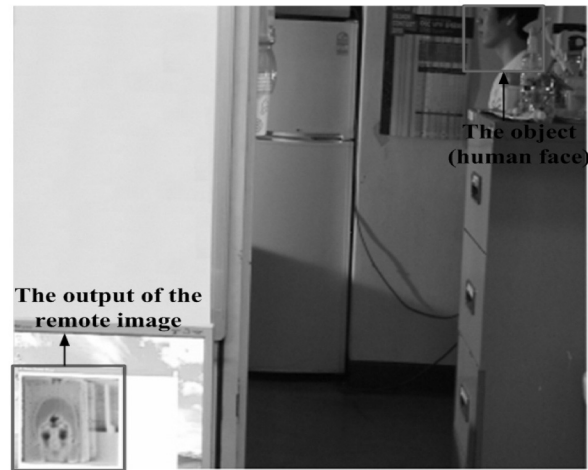 The object
(human face)
The output of the
remote image